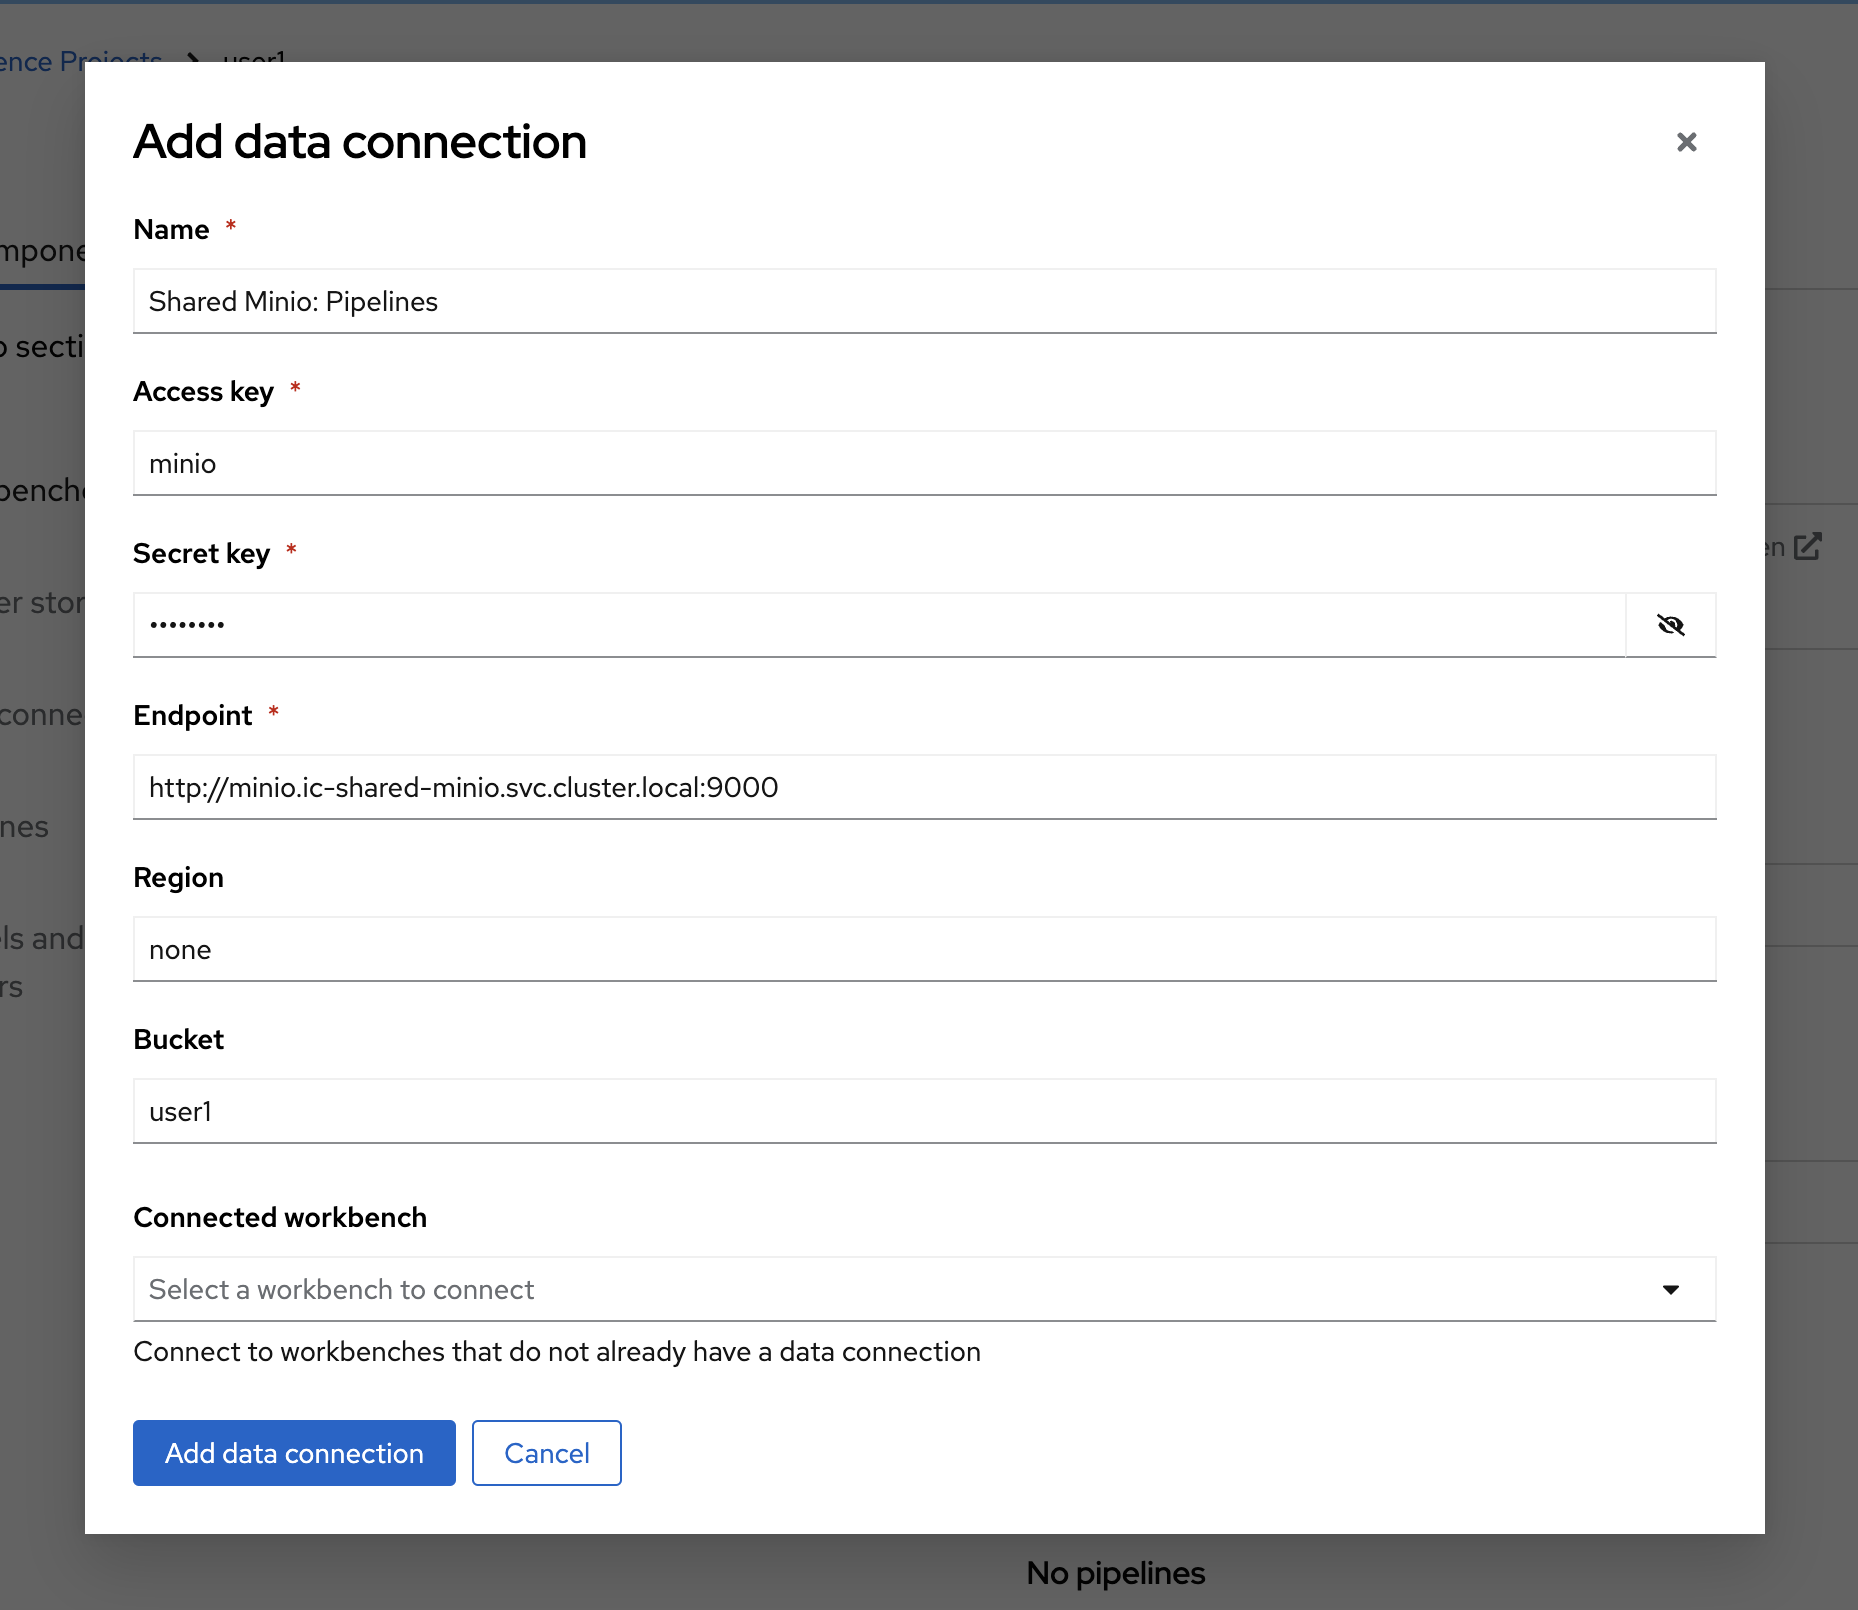 ence Projects > user1
Add data connection
Name *
Shared Minio: Pipelines
Access key *
minio
Secret key *
••••••••
Endpoint *
http://minio.ic-shared-minio.svc.cluster.local:9000
Region
none
Bucket
user1
Connected workbench
Select a workbench to connect
Connect to workbenches that do not already have a data connection
Add data connection
Cancel
mpone
o secti
benche
er stor
conne
nes
ls and
rs
en
No pipelines